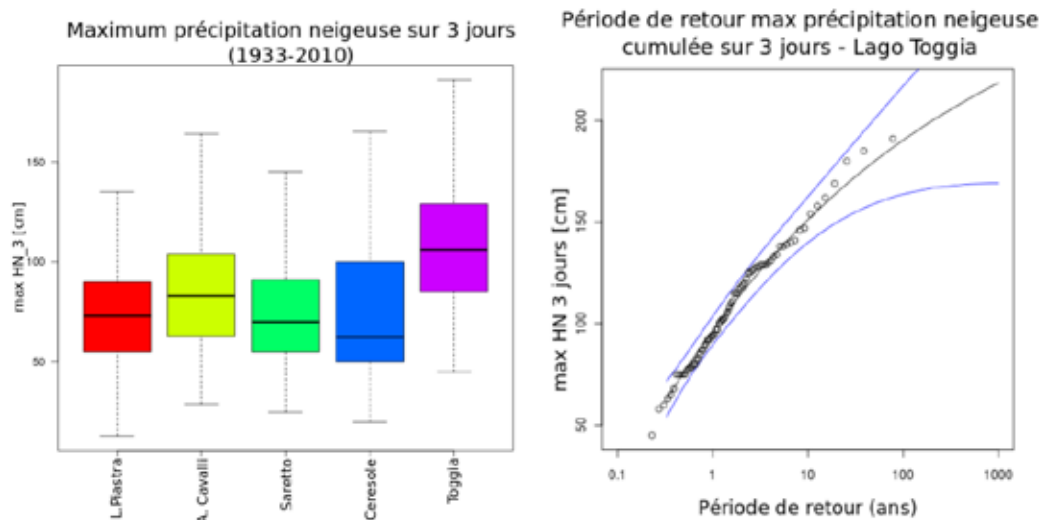 Maximum précipitation neigeuse sur 3 jours
(1933-2010)
max HN_3 [cm]
150
100
50
L.Piastra
A. Cavalli
Saretto
Ceresole
Toggia
Période de retour max précipitation neigeuse
cumulée sur 3 jours - Lago Toggia
max HN 3 jours [cm]
200
150
100
50
0.1
1
10
100
1000
Période de retour (ans)